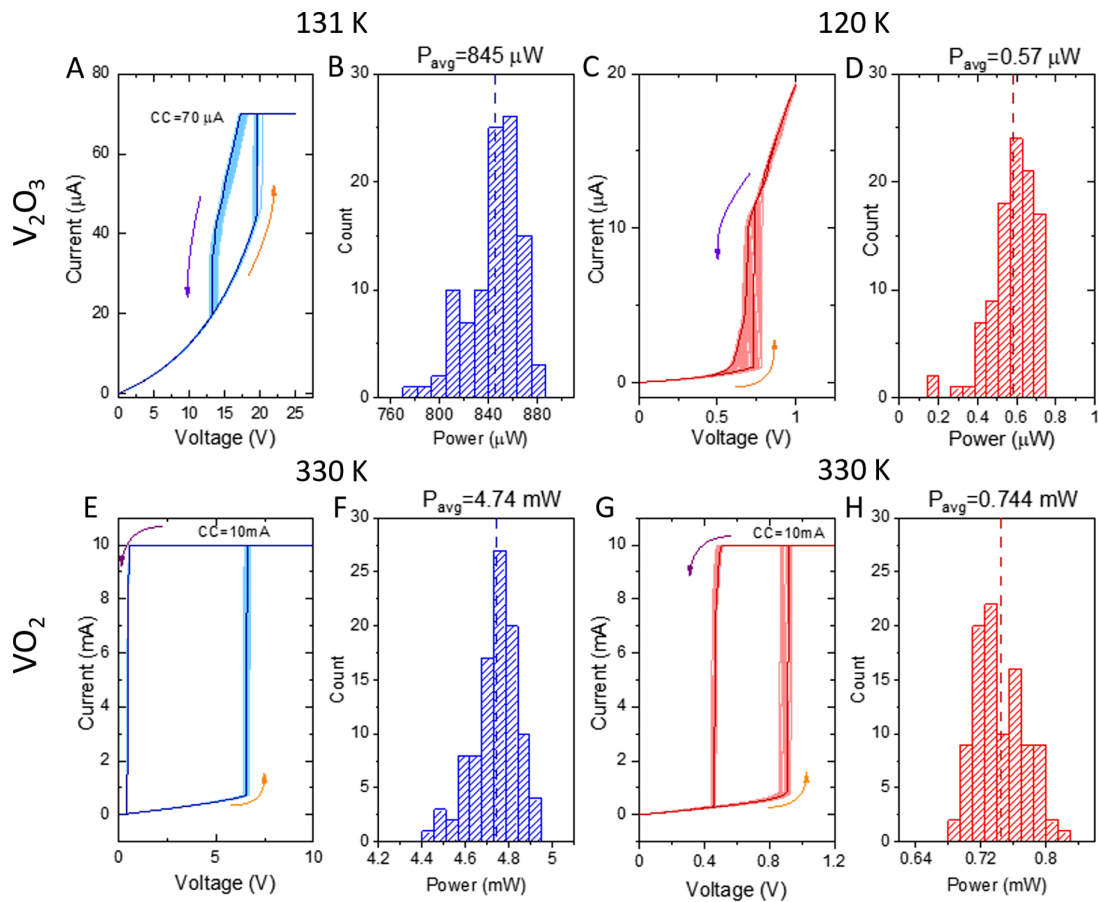 131 K
120 K
V₂O₃
A
80
60
40
20
0
Current (µA)
CC=70 µA
0 5 10 15 20 25
Voltage (V)
B
P_avg=845 µW
30
20
10
0
Count
760 800 840 880
Power (µW)
C
20
10
0
Current (µA)
0 0.5 1
Voltage (V)
D
P_avg=0.57 µW
30
20
10
0
Count
0 0.2 0.4 0.6 0.8 1
Power (µW)
330 K
330 K
VO₂
E
10
8
6
4
2
0
Current (mA)
CC=10mA
0 5 10
Voltage (V)
F
P_avg=4.74 mW
30
25
20
15
10
5
0
Count
4.2 4.4 4.6 4.8 5
Power (mW)
G
10
8
6
4
2
0
Current (mA)
CC=10mA
0 0.4 0.8 1.2
Voltage (V)
H
P_avg=0.744 mW
30
25
20
15
10
5
0
Count
0.64 0.72 0.8
Power (mW)